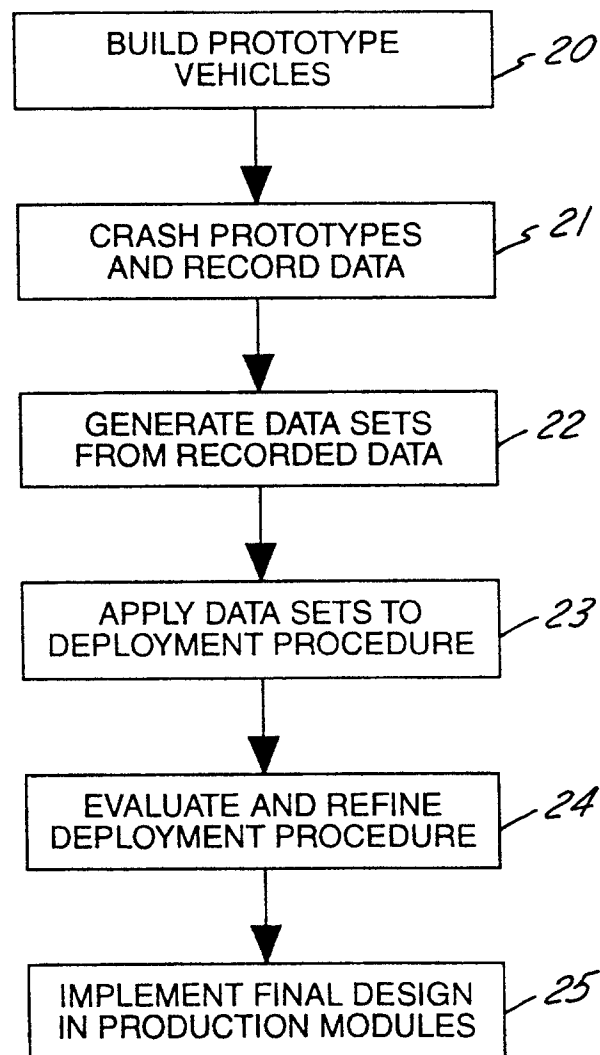 BUILD PROTOTYPE
VEHICLES
20
CRASH PROTOTYPES
AND RECORD DATA
21
GENERATE DATA SETS
FROM RECORDED DATA
22
APPLY DATA SETS TO
DEPLOYMENT PROCEDURE
23
EVALUATE AND REFINE
DEPLOYMENT PROCEDURE
24
IMPLEMENT FINAL DESIGN
IN PRODUCTION MODULES
25